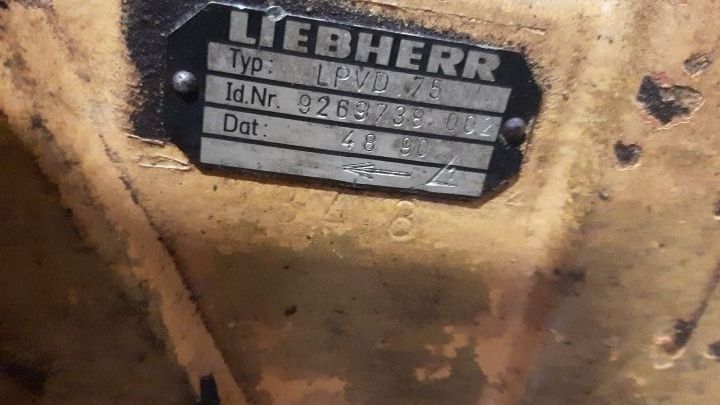 LIEBHERR
Typ: LPVD 75
Id.Nr. 9269738 002
Dat: 48 90